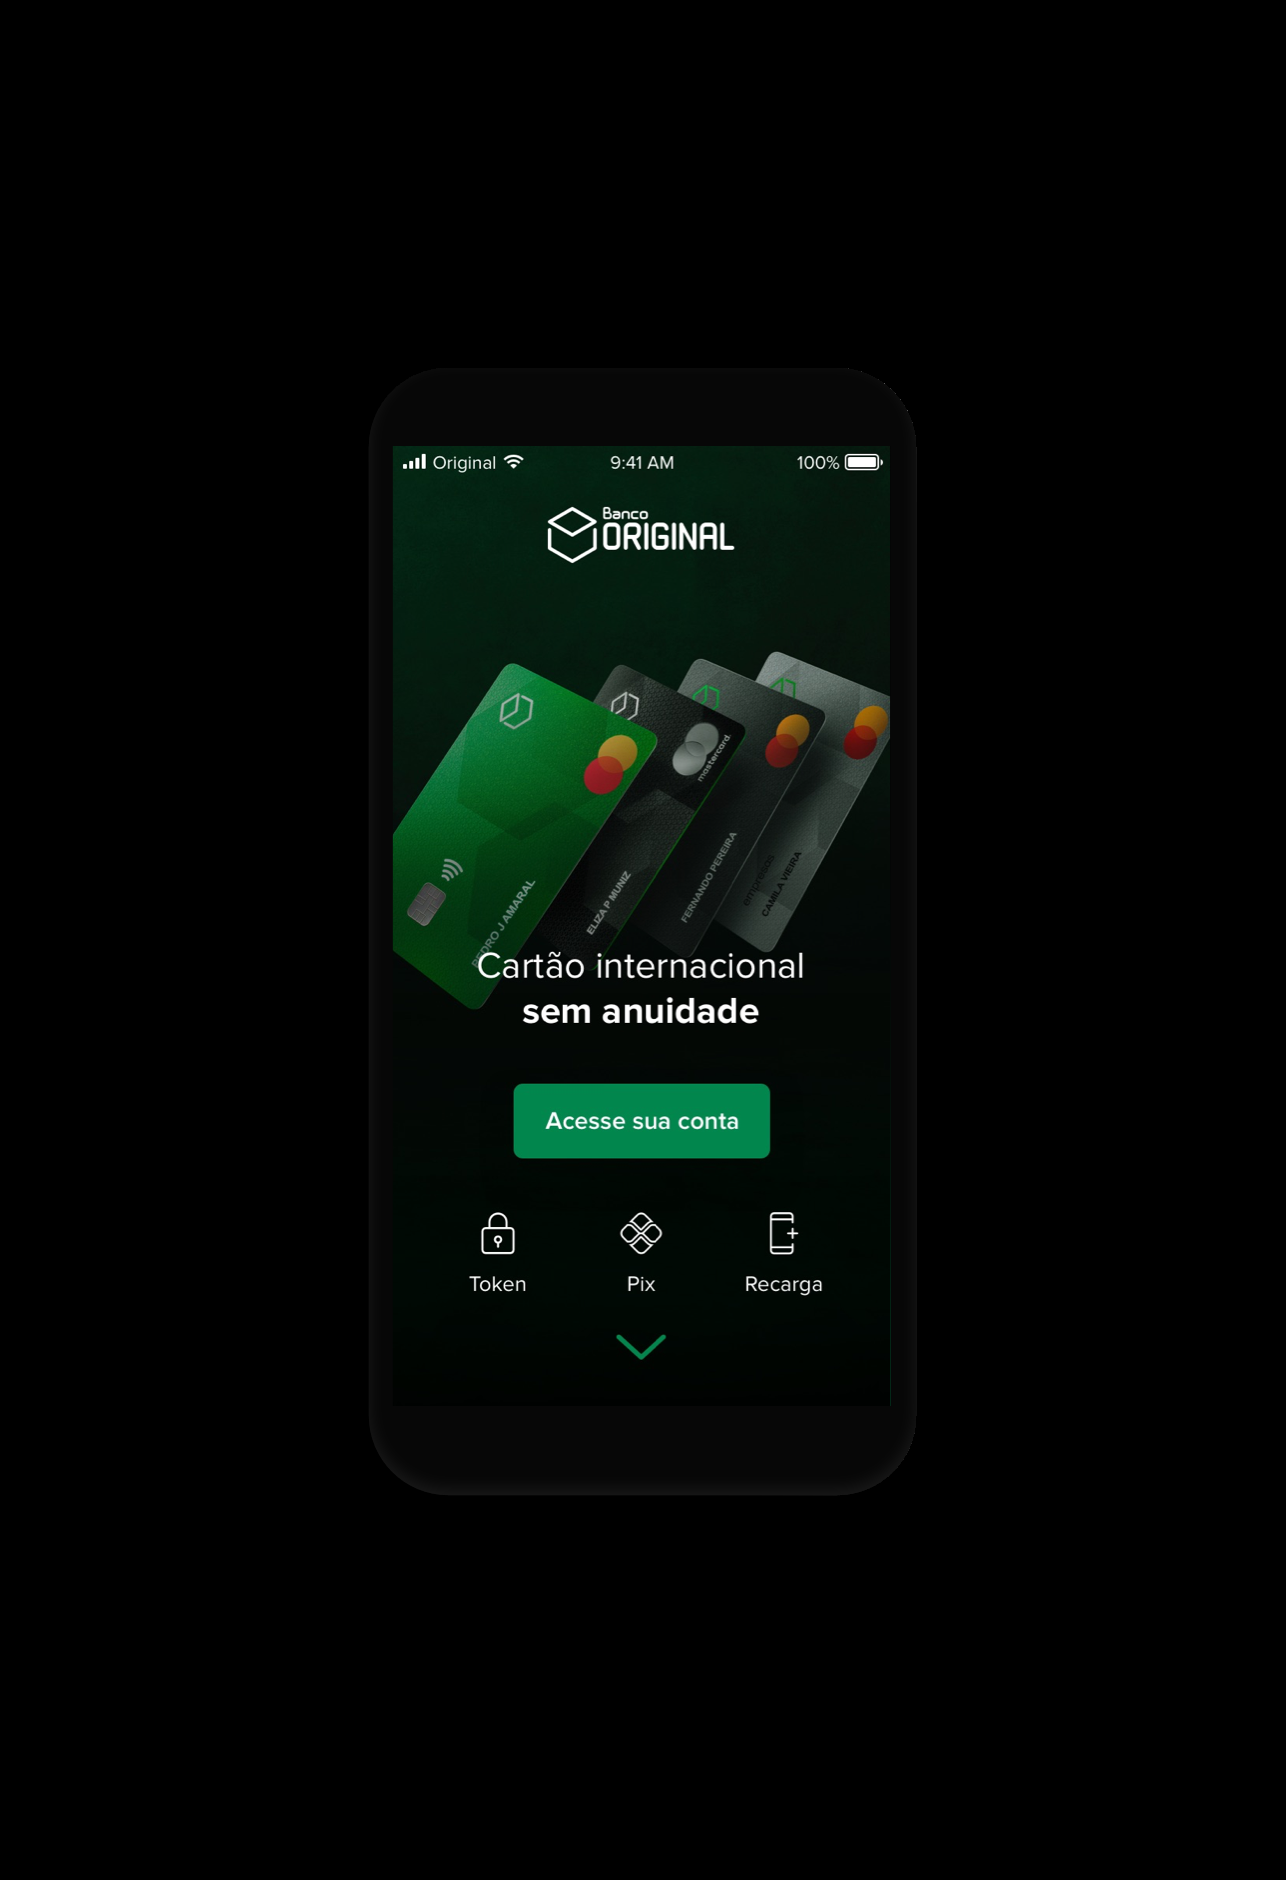 Original
9:41 AM
100%
Banco
ORIGINAL
mastercard.
PEDRO J AMARAL
ELIZA P MUNIZ
FERNANDO PEREIRA
empresas
CAMILA VIEIRA
Cartão internacional
sem anuidade
Acesse sua conta
Token
Pix
Recarga